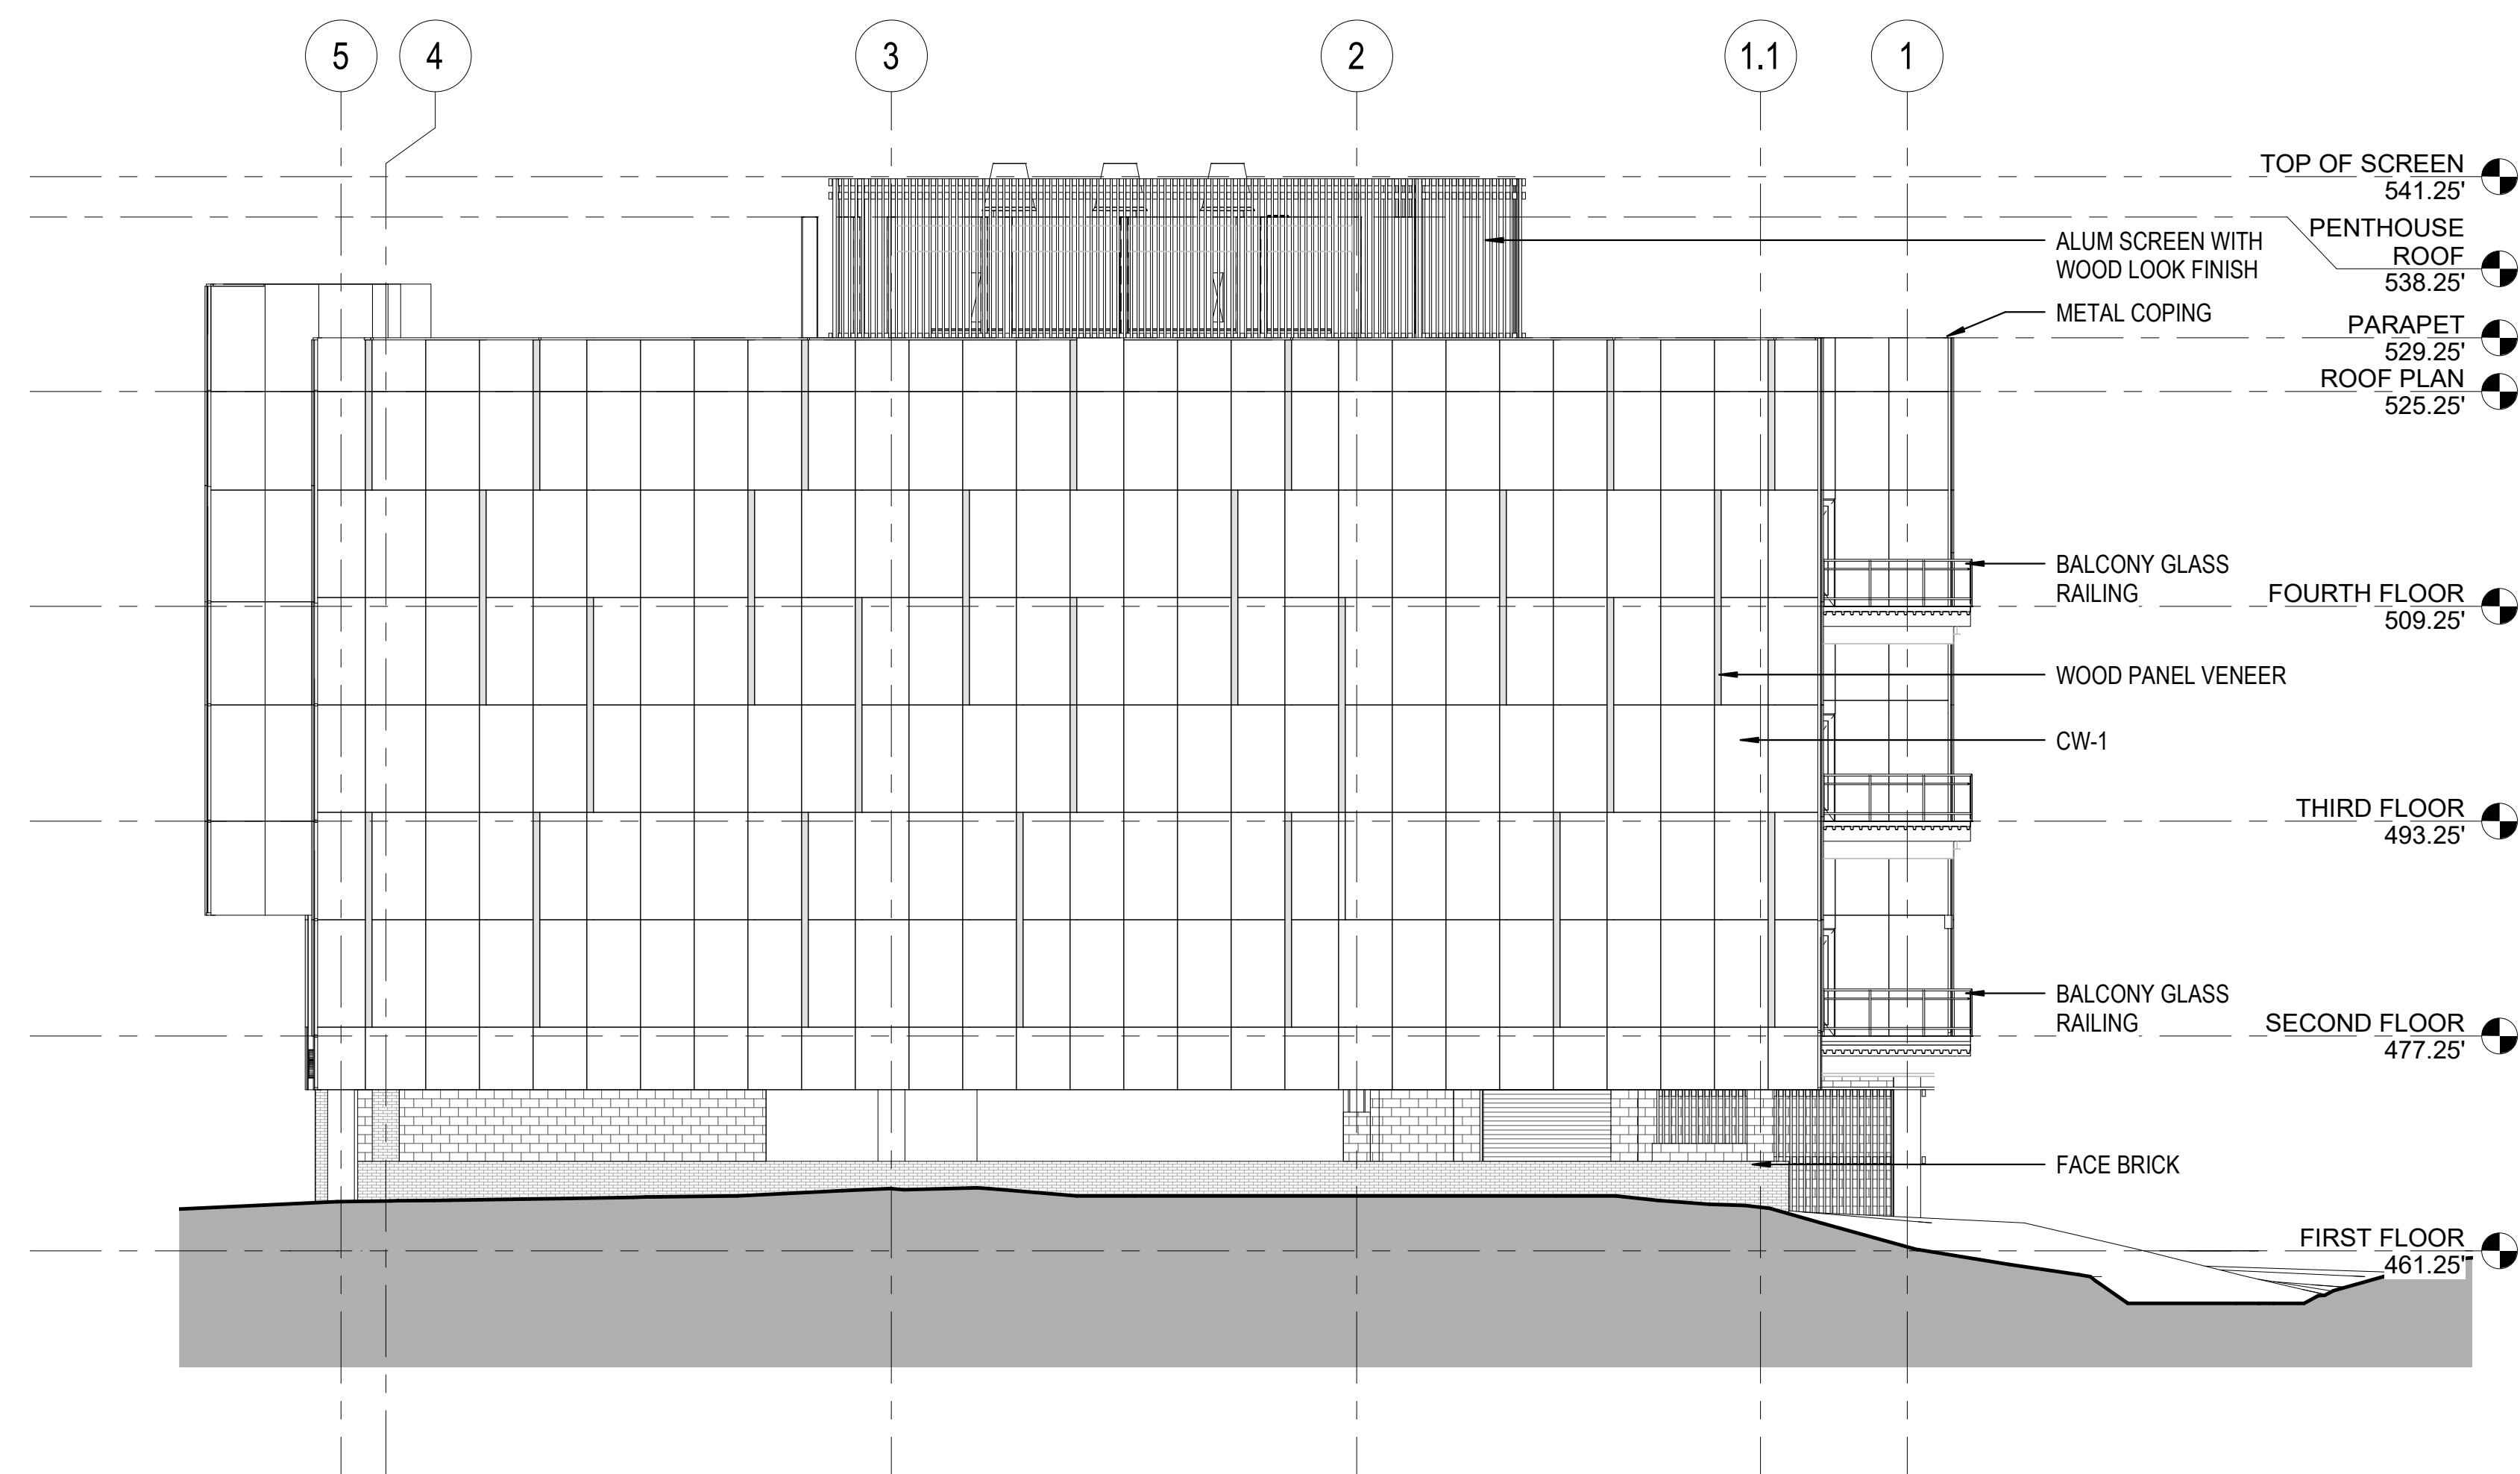 5
4
3
2
1.1
1
TOP OF SCREEN
541.25'
PENTHOUSE
ROOF
538.25'
ALUM SCREEN WITH
WOOD LOOK FINISH
METAL COPING
PARAPET
529.25'
ROOF PLAN
525.25'
BALCONY GLASS
RAILING
FOURTH FLOOR
509.25'
WOOD PANEL VENEER
CW-1
THIRD FLOOR
493.25'
BALCONY GLASS
RAILING
SECOND FLOOR
477.25'
FACE BRICK
FIRST FLOOR
461.25'